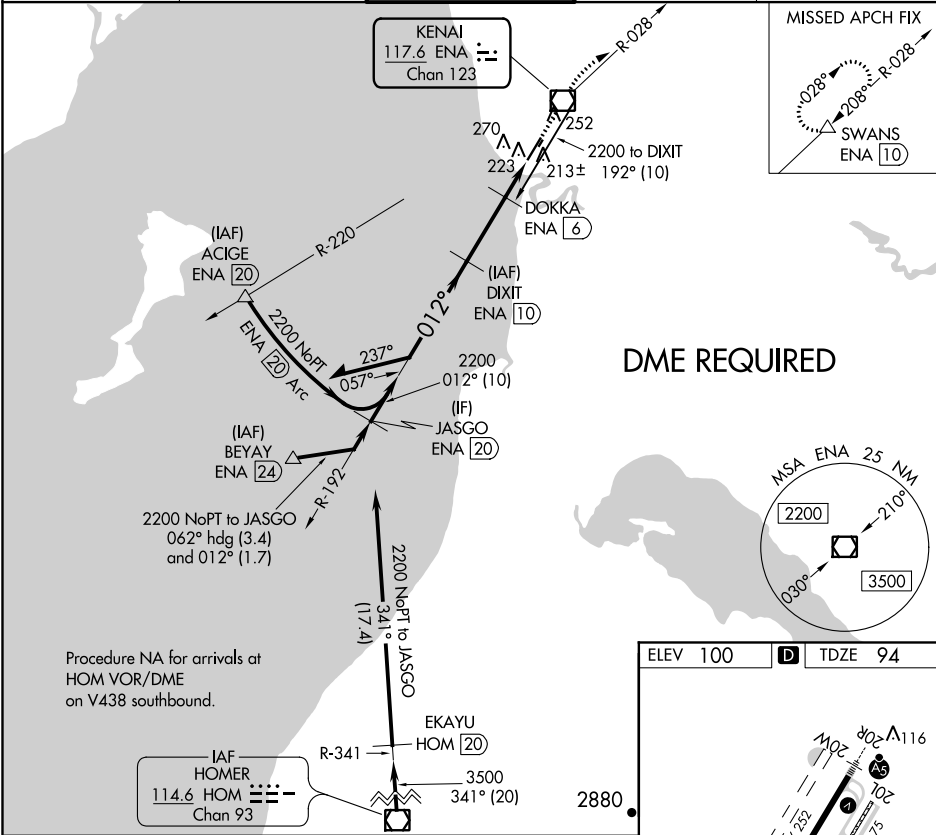 KENAI
117.6 ENA
Chan 123
R-028
MISSED APCH FIX
028°
208°
R-028
SWANS
ENA 10
270
252
223
213±
2200 to DIXIT
192° (10)
DOKKA
ENA 6
(IAF)
ACIGE
ENA 20
R-220
(IAF)
DIXIT
ENA 10
012°
2200 NoPT
ENA 20 Arc
237°
057°
2200
012° (10)
DME REQUIRED
(IF)
JASGO
ENA 20
(IAF)
BEYAY
ENA 24
R-192
2200 NoPT to JASGO
062° hdg (3.4)
and 012° (1.7)
MSA ENA 25 NM
2200
210°
030°
3500
2200 NoPT to JASGO
341°
(17.4)
Procedure NA for arrivals at
HOM VOR/DME
on V438 southbound.
ELEV 100 D TDZE 94
EKAYU
HOM 20
R-341
IAF
HOMER
114.6 HOM
Chan 93
3500
341° (20)
2880
20W
20R
116
A5
20L
252
75